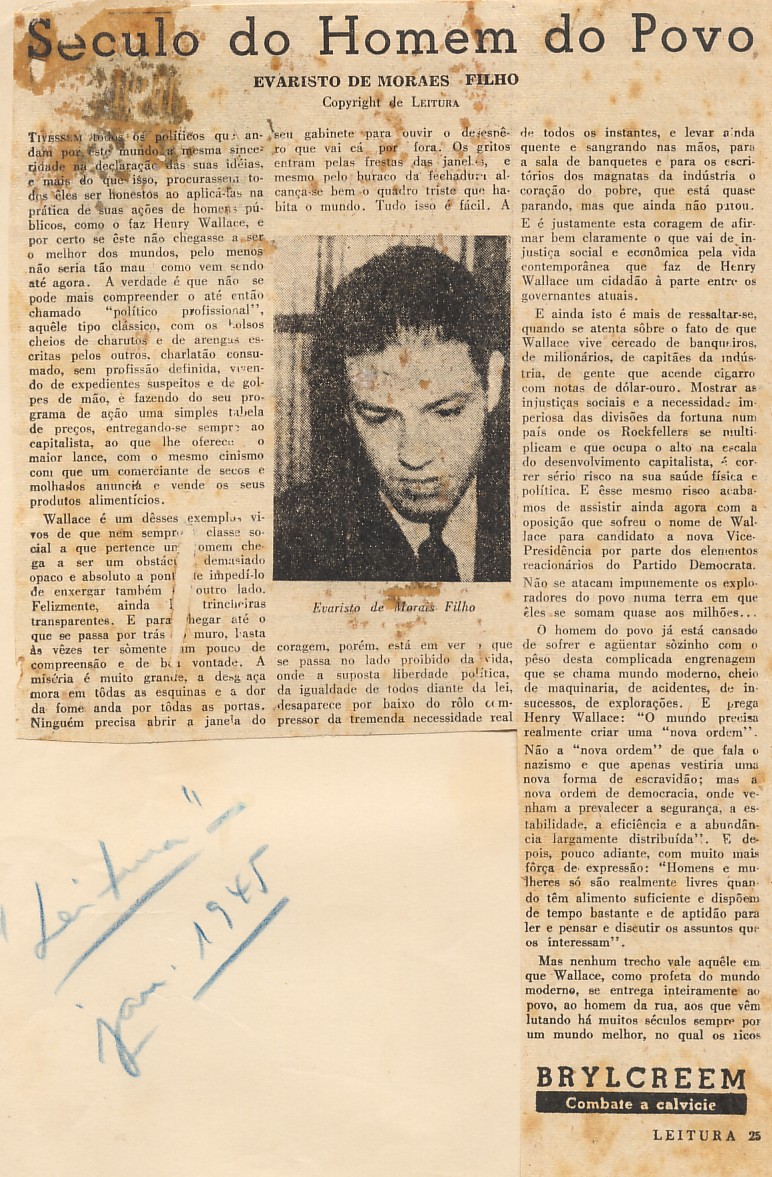 Seculo do Homem do Povo
EVARISTO DE MORAES FILHO
Copyright de LEITURA
TIVESSEM todos os políticos que an-
dam por êste mundo a mesma since-
ridade na declaração das suas idéias,
e mais do que isso, procurassem to-
dos êles ser honestos ao aplicá-las na
prática de suas ações de homens pú-
blicos, como o faz Henry Wallace, e
por certo se êste não chegasse a ser
o melhor dos mundos, pelo menos
não seria tão mau como vem sendo
até agora. A verdade é que não se
pode mais compreender o até então
chamado "político profissional",
aquêle tipo clássico, com os bolsos
cheios de charutos e de arengas es-
critas pelos outros, charlatão consu-
mado, sem profissão definida, vivен-
do de expedientes suspeitos e de gol-
pes de mão, e fazendo do seu pro-
grama de ação uma simples tabela
de preços, entregando-se sempre ao
capitalista, ao que lhe oferece o
maior lance, com o mesmo cinismo
com que um comerciante de secos e
molhados anuncia e vende os seus
produtos alimentícios.
Wallace é um dêsses exemplos vi-
vos de que nem sempre classe so-
cial a que pertence um omem che-
ga a ser um obstác demasiado
opaco e absoluto a pont e impedí-lo
de enxergar também outro lado.
Felizmente, ainda trincheiras
transparentes. E para hegar até o
que se passa por trás muro, basta
às vêzes ter sòmente um pouco de
compreensão e de boa vontade. A
miséria é muito grande, a desgraça
mora em tôdas as esquinas e a dor
da fome anda por tôdas as portas.
Ninguém precisa abrir a janela do
seu gabinete para ouvir o desespê-
ro que vai cá por fora. Os gritos
entram pelas frestas das janelas, e
mesmo pelo buraco da fechadura al-
cança-se bem o quadro triste que ha-
bita o mundo. Tudo isso é fácil. A
Evaristo de Morais Filho
coragem, porém, está em ver o que
se passa no lado proibido da vida,
onde a suposta liberdade política,
da igualdade de todos diante da lei,
desaparece por baixo do rôlo com-
pressor da tremenda necessidade real
de todos os instantes, e levar ainda
quente e sangrando nas mãos, para
a sala de banquetes e para os escri-
tórios dos magnatas da indústria o
coração do pobre, que está quase
parando, mas que ainda não parou.
E é justamente esta coragem de afir-
mar bem claramente o que vai de in-
justiça social e econômica pela vida
contemporânea que faz de Henry
Wallace um cidadão à parte entre os
governantes atuais.
E ainda isto é mais de ressaltar-se,
quando se atenta sôbre o fato de que
Wallace vive cercado de banqueiros,
de milionários, de capitães da indús-
tria, de gente que acende cigarro
com notas de dólar-ouro. Mostrar as
injustiças sociais e a necessidade im-
periosa das divisões da fortuna num
país onde os Rockfellers se multi-
plicam e que ocupa o alto na escala
do desenvolvimento capitalista, é cor-
rer sério risco na sua saúde física e
política. E êsse mesmo risco acaba-
mos de assistir ainda agora com a
oposição que sofreu o nome de Wal-
lace para candidato a nova Vice-
Presidência por parte dos elementos
reacionários do Partido Democrata.
Não se atacam impunemente os explo-
radores do povo numa terra em que
êles se somam quase aos milhões...
O homem do povo já está cansado
de sofrer e agüentar sòzinho com o
pêso desta complicada engrenagem
que se chama mundo moderno, cheio
de maquinaria, de acidentes, de in-
sucessos, de explorações. E prega
Henry Wallace: "O mundo precisa
realmente criar uma "nova ordem".
Não a "nova ordem" de que fala o
nazismo e que apenas vestiria uma
nova forma de escravidão; mas a
nova ordem de democracia, onde ve-
nham a prevalecer a segurança, a es-
tabilidade, a eficiência e a abundân-
cia largamente distribuída". E de-
pois, pouco adiante, com muito mais
fôrça de expressão: "Homens e mu-
lheres só são realmente livres quan-
do têm alimento suficiente e dispõem
de tempo bastante e de aptidão para
ler e pensar e discutir os assuntos que
os interessam".
Mas nenhum trecho vale aquêle em
que Wallace, como profeta do mundo
moderno, se entrega inteiramente ao
povo, ao homem da rua, aos que vêm
lutando há muitos séculos sempre por
um mundo melhor, no qual os ricos
BRYLCREEM
Combate a calvicie
LEITURA 25
"Leitura"
jan. 1945